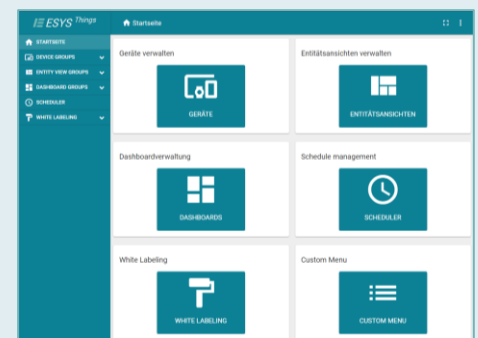 ESYS Things
Startseite
STARTSEITE
DEVICE GROUPS
ENTITY VIEW GROUPS
DASHBOARD GROUPS
SCHEDULER
WHITE LABELING
Geräte verwalten
GERÄTE
Entitätsansichten verwalten
ENTITÄTSANSICHTEN
Dashboardverwaltung
DASHBOARDS
Schedule management
SCHEDULER
White Labeling
WHITE LABELING
Custom Menu
CUSTOM MENU